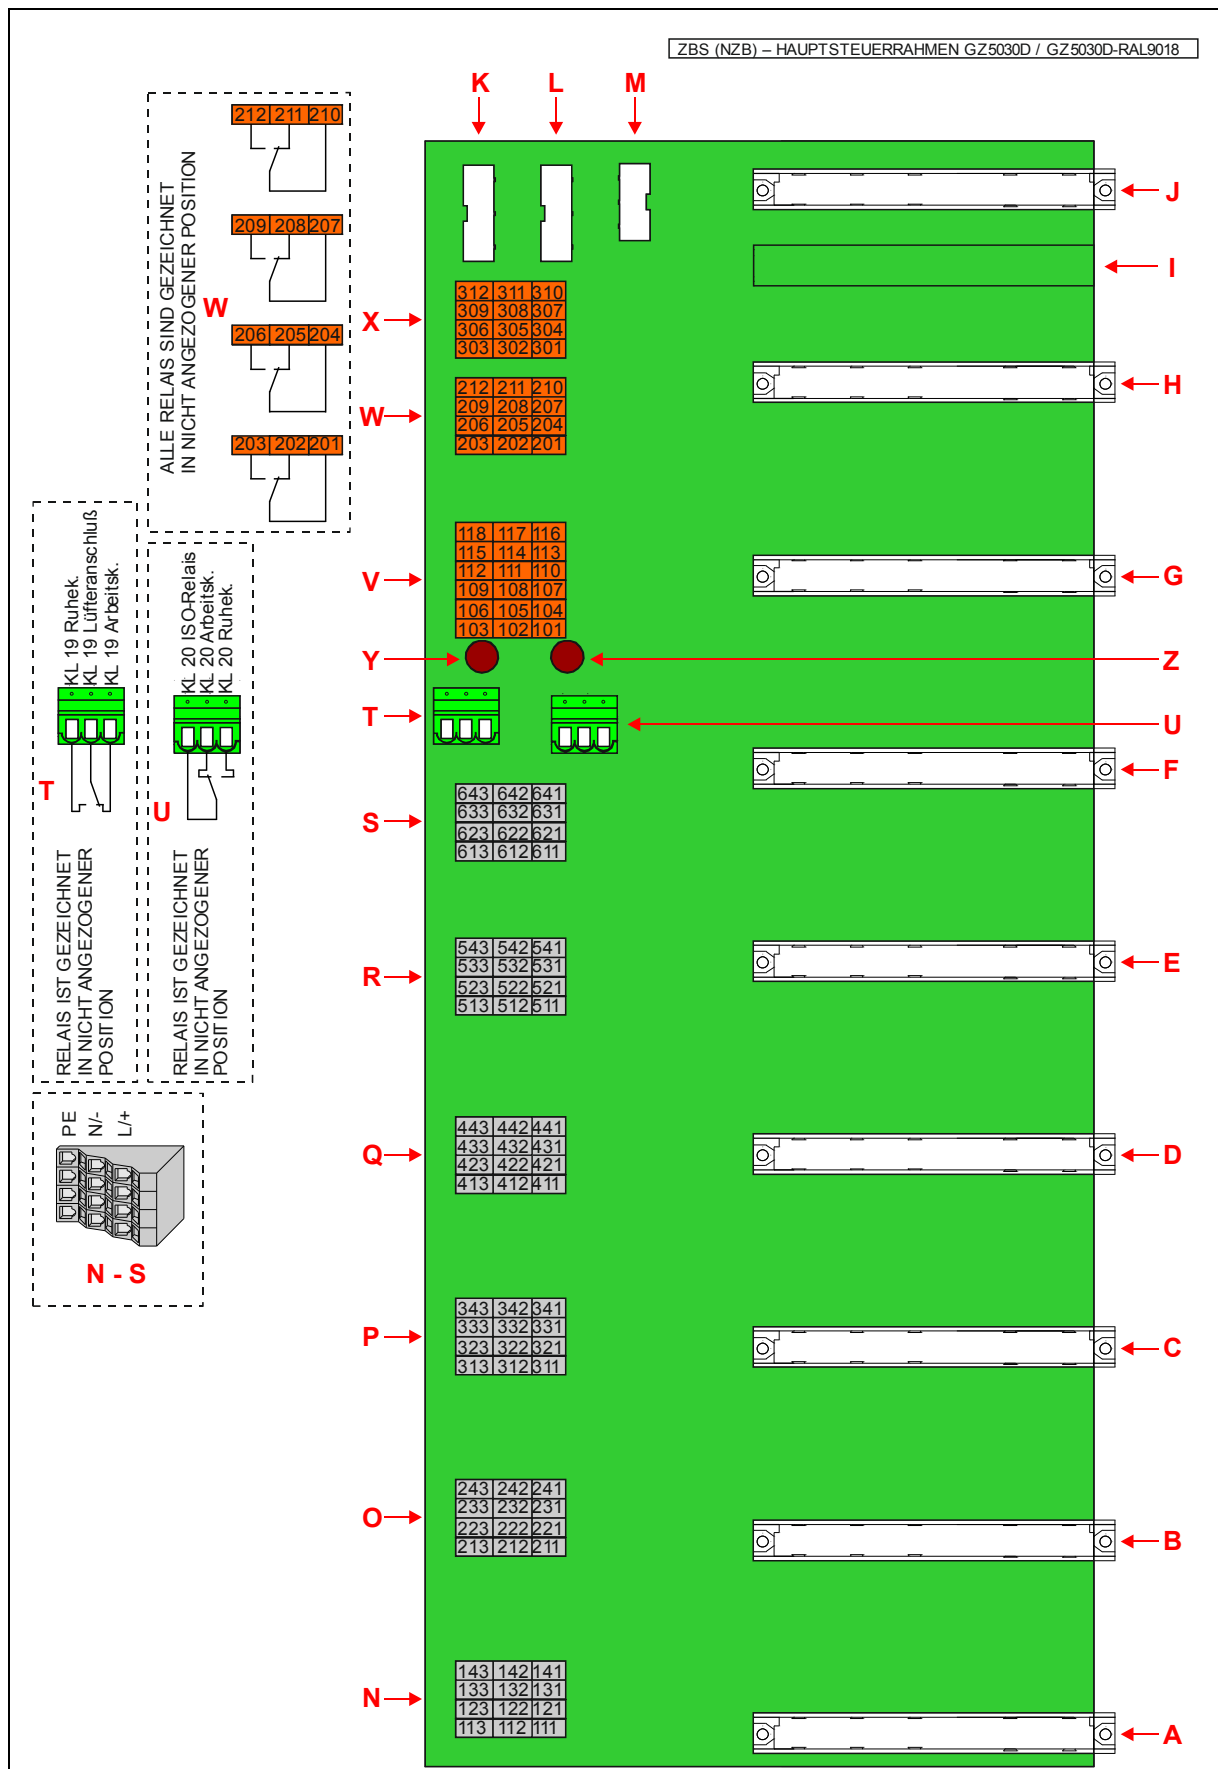 ZBS (NZB) – HAUPTSTEUERRAHMEN GZ5030D / GZ5030D-RAL9018
K L M
J
I
H
G
Z
U
F
E
D
C
B
A
X
W
V
Y
T
S
R
Q
P
O
N
312 311 310
309 308 307
306 305 304
303 302 301
212 211 210
209 208 207
206 205 204
203 202 201
118 117 116
115 114 113
112 111 110
109 108 107
106 105 104
103 102 101
643 642 641
633 632 631
623 622 621
613 612 611
543 542 541
533 532 531
523 522 521
513 512 511
443 442 441
433 432 431
423 422 421
413 412 411
343 342 341
333 332 331
323 322 321
313 312 311
243 242 241
233 232 231
223 222 221
213 212 211
143 142 141
133 132 131
123 122 121
113 112 111
ALLE RELAIS SIND GEZEICHNET
IN NICHT ANGEZOGENER POSITION
W
212 211 210
209 208 207
206 205 204
203 202 201
KL 19 Ruhek.
KL 19 Lüfteranschluß
KL 19 Arbeitsk.
T
RELAIS IST GEZEICHNET
IN NICHT ANGEZOGENER
POSITION
KL 20 ISO-Relais
KL 20 Arbeitsk.
KL 20 Ruhek.
U
RELAIS IST GEZEICHNET
IN NICHT ANGEZOGENER
POSITION
PE
N/-
L/+
N - S